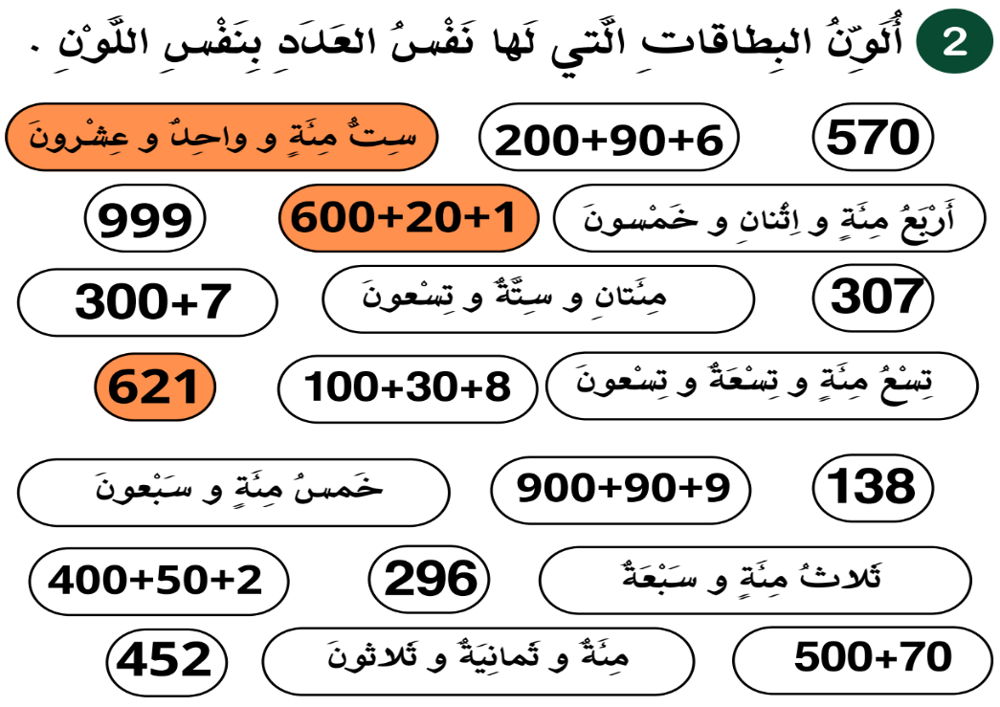 2 أُلَوِّنُ البِطاقاتِ الَّتي لَها نَفْسُ العَدَدِ بِنَفْسِ اللَّوْنِ .
570 200+90+6 سِتُّ مِئَةٍ و واحِدٌ و عِشْرونَ
أَرْبَعُ مِئَةٍ و اِثْنانِ و خَمْسونَ 600+20+1 999
307 مِئَتانِ و سِتَّةٌ و تِسْعونَ 300+7
تِسْعُ مِئَةٍ و تِسْعَةٌ و تِسْعونَ 100+30+8 621
138 900+90+9 خَمسُ مِئَةٍ و سَبْعونَ
ثَلاثُ مِئَةٍ و سَبْعَةٌ 296 400+50+2
500+70 مِئَةٌ و ثَمانِيَةٌ و ثَلاثونَ 452